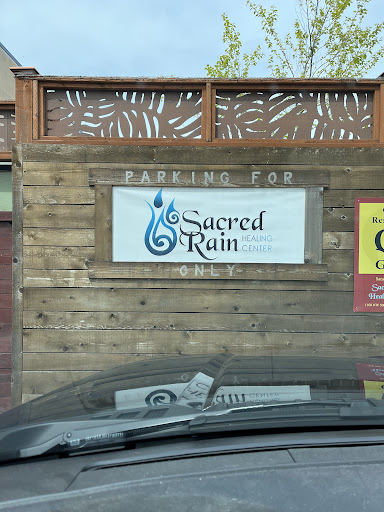 PARKING FOR
Sacred
Rain
HEALING
CENTER
ONLY